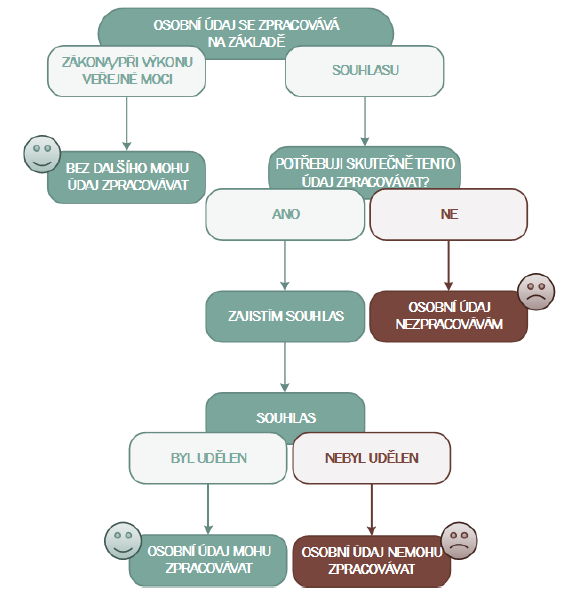 OSOBNÍ ÚDAJ SE ZPRACOVÁVÁ
NA ZÁKLADĚ
ZÁKONA/PŘI VÝKONU
VEŘEJNÉ MOCI
SOUHLASU
BEZ DALŠÍHO MOHU
ÚDAJ ZPRACOVÁVAT
POTŘEBUJI SKUTEČNĚ TENTO
ÚDAJ ZPRACOVÁVAT?
ANO
NE
ZAJISTÍM SOUHLAS
OSOBNÍ ÚDAJ
NEZPRACOVÁVÁM
SOUHLAS
BYL UDĚLEN
NEBYL UDĚLEN
OSOBNÍ ÚDAJ MOHU
ZPRACOVÁVAT
OSOBNÍ ÚDAJ NEMOHU
ZPRACOVÁVAT